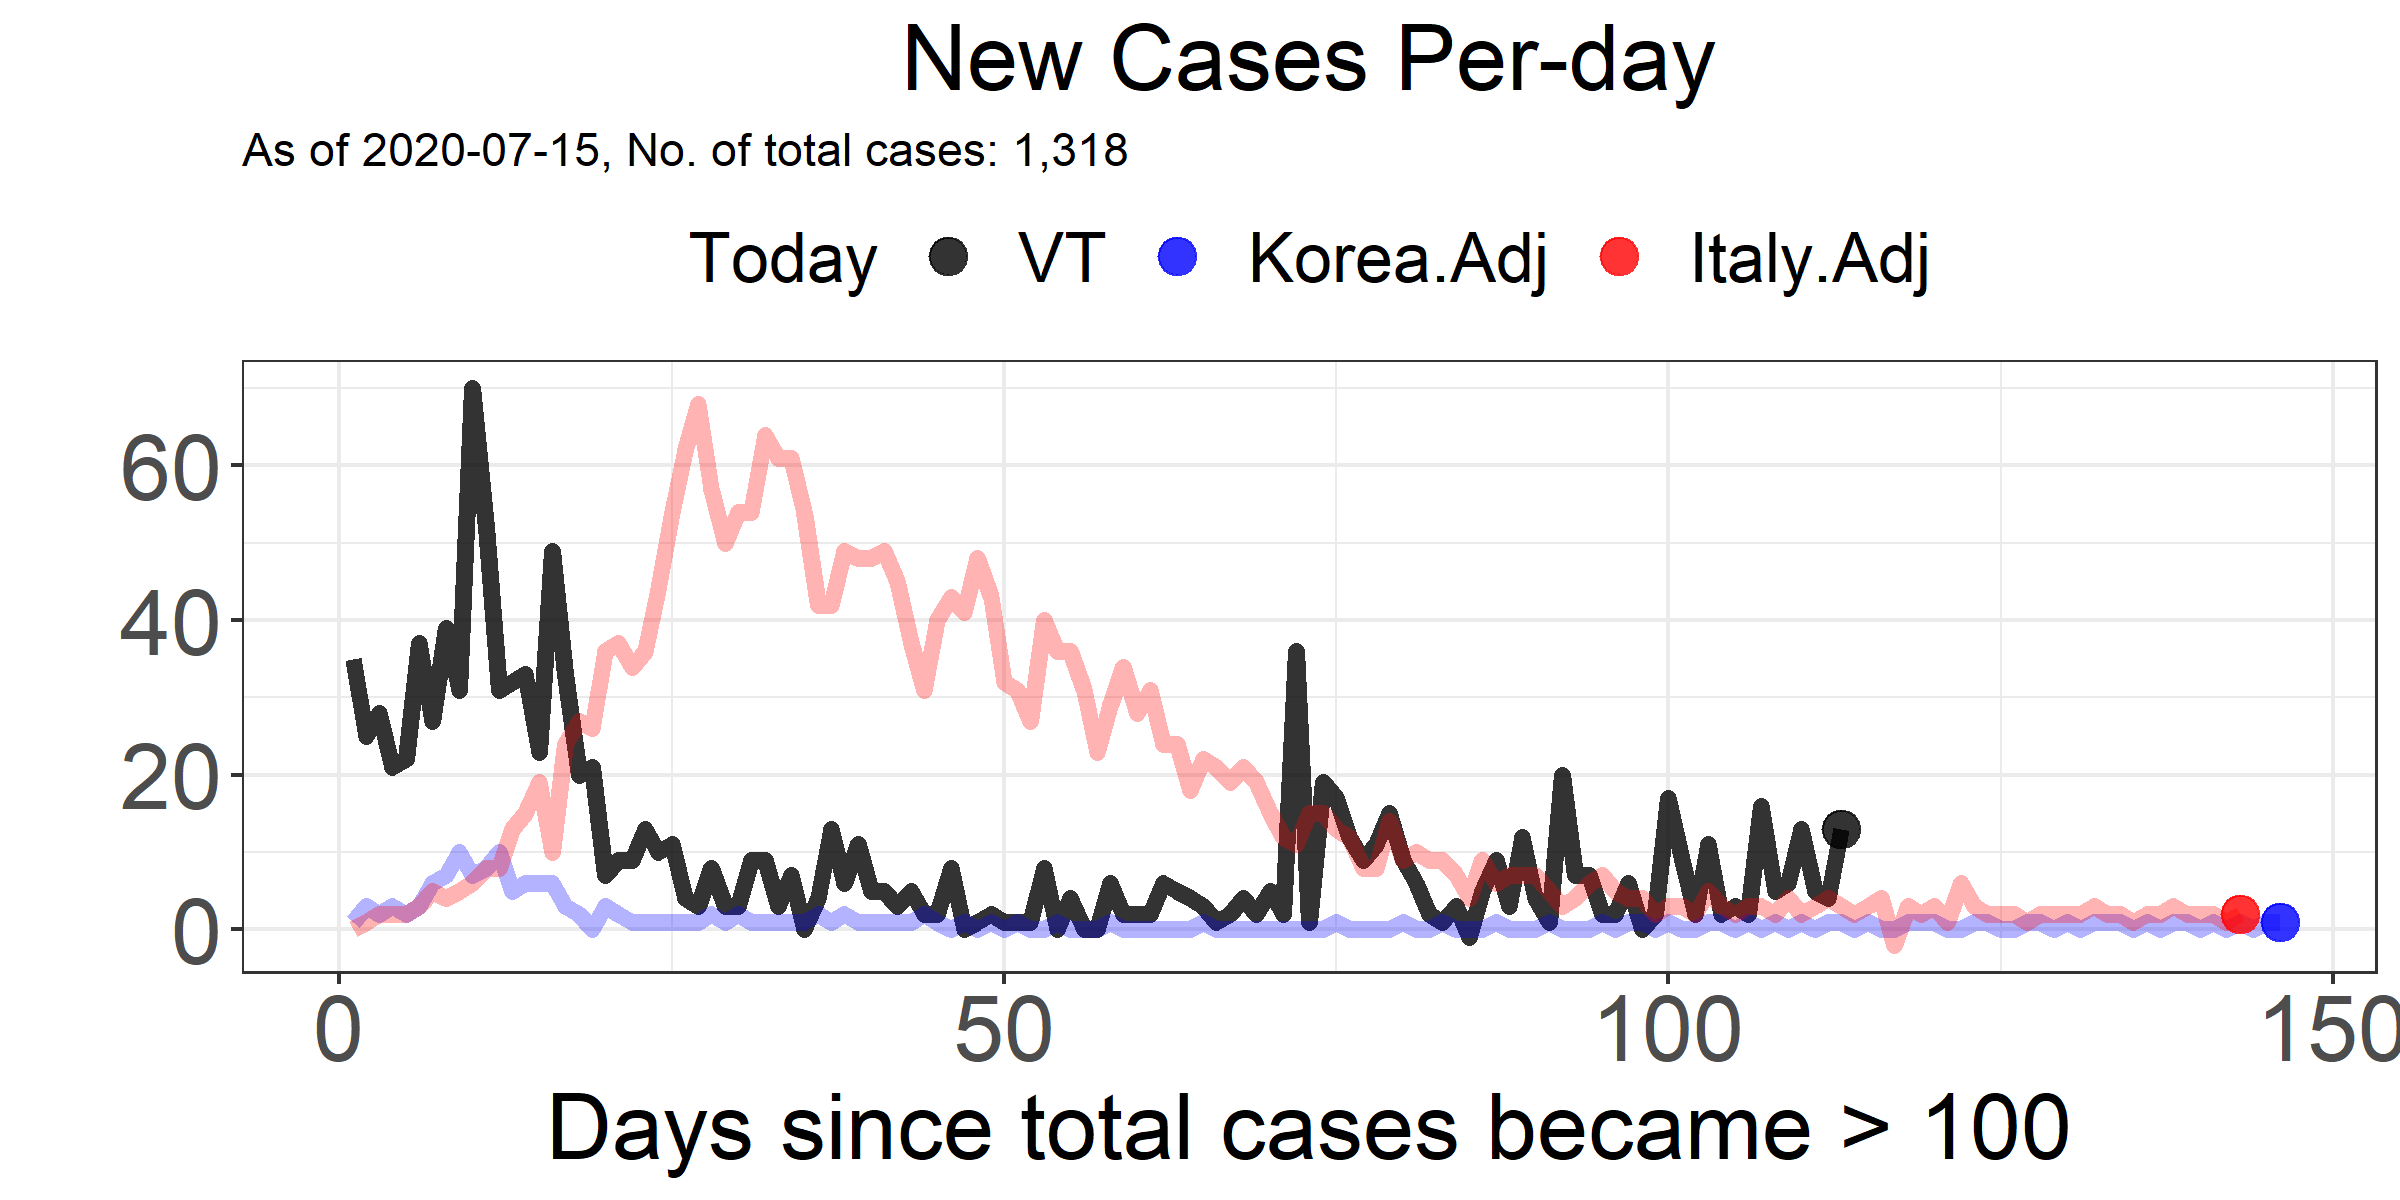 New Cases Per-day
As of 2020-07-15, No. of total cases: 1,318
Today VT Korea.Adj Italy.Adj
60
40
20
0
0 50 100 150
Days since total cases became > 100